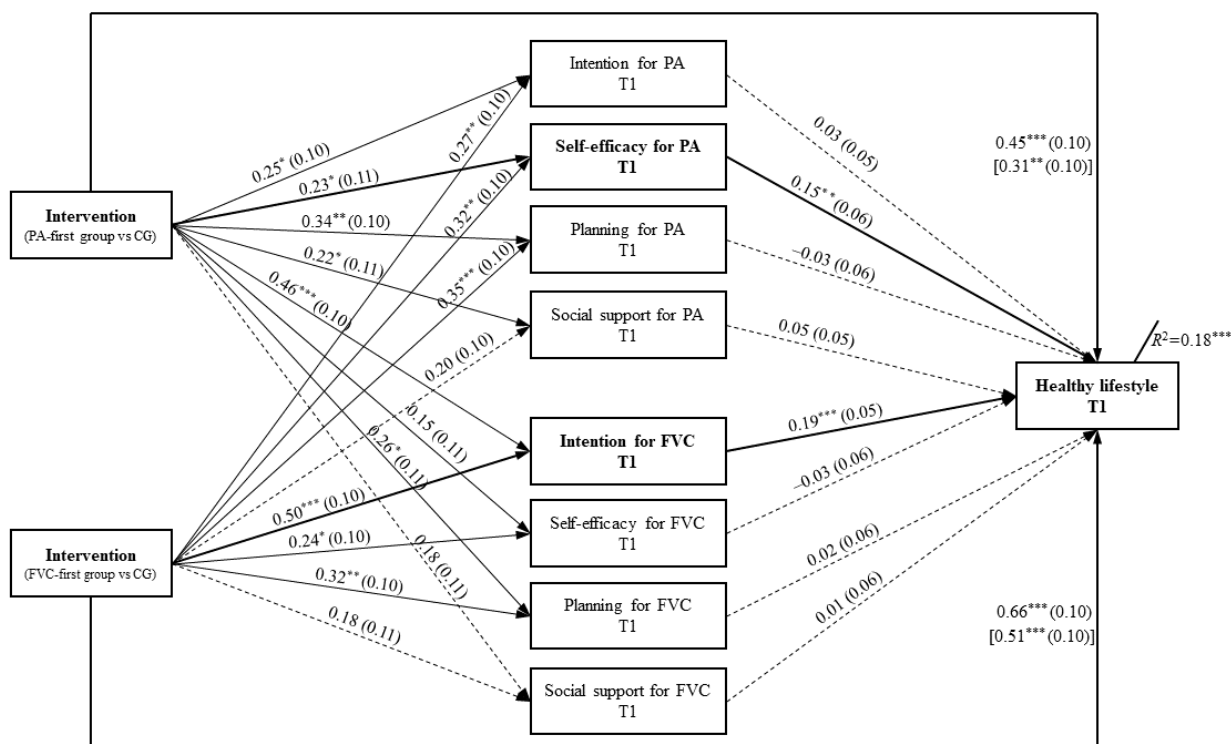 Intention for PA
T1
Self-efficacy for PA
T1
Planning for PA
T1
Social support for PA
T1
Intention for FVC
T1
Self-efficacy for FVC
T1
Planning for FVC
T1
Social support for FVC
T1
Intervention
(PA-first group vs CG)
Intervention
(FVC-first group vs CG)
Healthy lifestyle
T1
R²=0.18***
0.25* (0.10)
0.23* (0.11)
0.34** (0.10)
0.22* (0.11)
0.46*** (0.10)
0.15 (0.11)
0.26* (0.11)
0.18 (0.11)
0.27** (0.10)
0.32** (0.10)
0.35*** (0.10)
0.20 (0.10)
0.50*** (0.10)
0.24* (0.10)
0.32** (0.10)
0.18 (0.11)
0.03 (0.05)
0.15** (0.06)
–0.03 (0.06)
0.05 (0.05)
0.19*** (0.05)
–0.03 (0.06)
0.02 (0.06)
0.01 (0.06)
0.45*** (0.10)
[0.31** (0.10)]
0.66*** (0.10)
[0.51*** (0.10)]